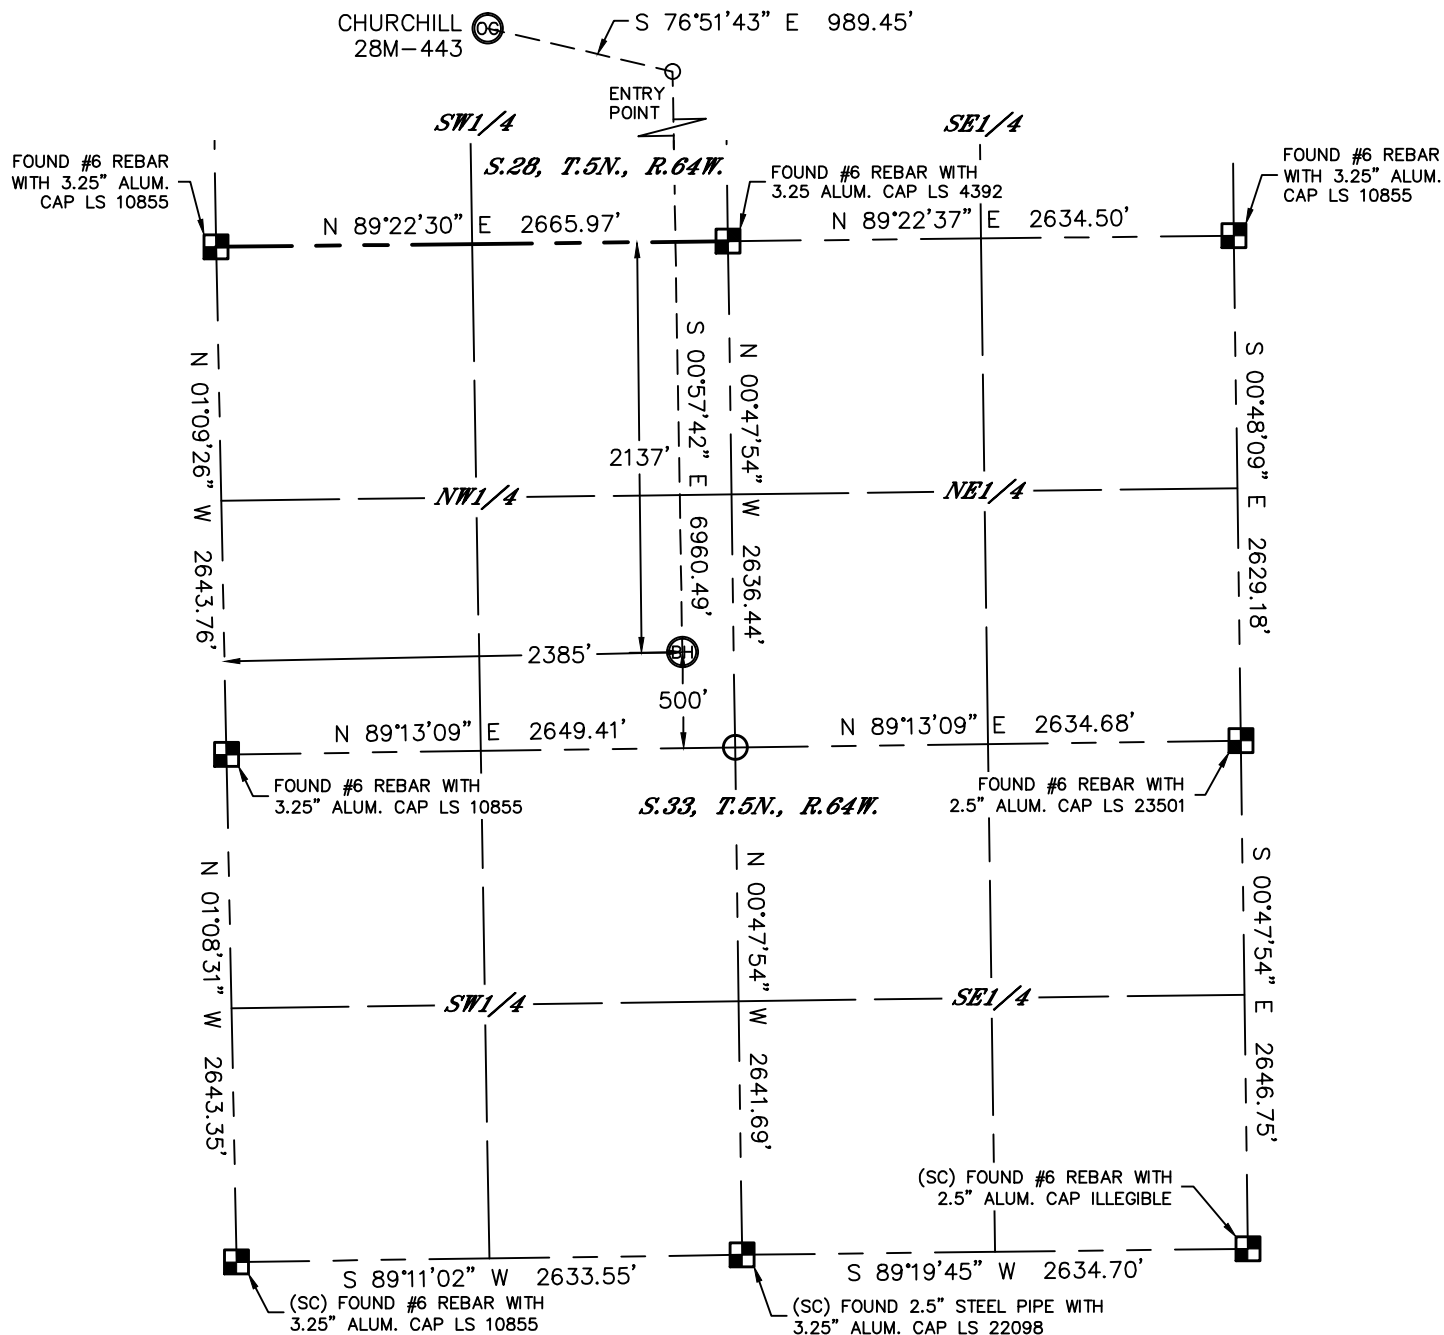 CHURCHILL
28M-443
OG
S 76°51'43" E 989.45'
ENTRY
POINT
SW1/4
SE1/4
S.28, T.5N., R.64W.
FOUND #6 REBAR
WITH 3.25" ALUM.
CAP LS 10855
FOUND #6 REBAR WITH
3.25 ALUM. CAP LS 4392
FOUND #6 REBAR
WITH 3.25" ALUM.
CAP LS 10855
N 89°22'30" E 2665.97'
N 89°22'37" E 2634.50'
N 01°09'26" W 2643.76'
2137'
S 00°57'42" E 6960.49'
N 00°47'54" W 2636.44'
S 00°48'09" E 2629.18'
NW1/4
NE1/4
2385'
BH
500'
N 89°13'09" E 2649.41'
N 89°13'09" E 2634.68'
FOUND #6 REBAR WITH
3.25" ALUM. CAP LS 10855
FOUND #6 REBAR WITH
2.5" ALUM. CAP LS 23501
S.33, T.5N., R.64W.
N 01°08'31" W 2643.35'
N 00°47'54" W 2641.69'
S 00°47'54" E 2646.75'
SW1/4
SE1/4
(SC) FOUND #6 REBAR WITH
2.5" ALUM. CAP ILLEGIBLE
S 89°11'02" W 2633.55'
S 89°19'45" W 2634.70'
(SC) FOUND #6 REBAR WITH
3.25" ALUM. CAP LS 10855
(SC) FOUND 2.5" STEEL PIPE WITH
3.25" ALUM. CAP LS 22098